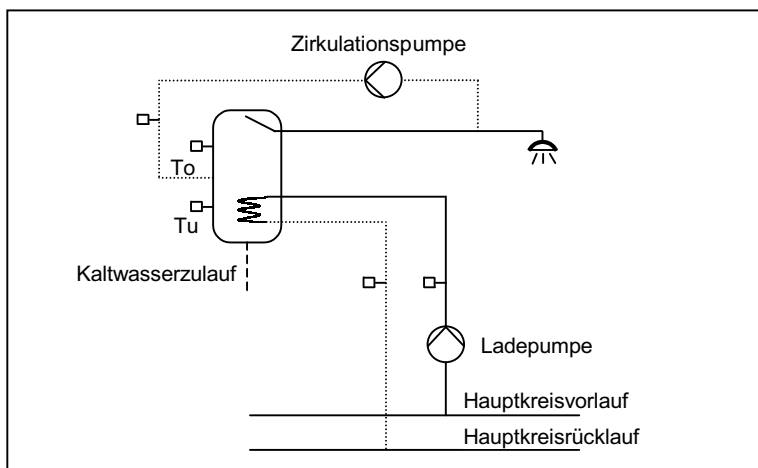 Zirkulationspumpe
To
Tu
Kaltwasserzulauf
Ladepumpe
Hauptkreisvorlauf
Hauptkreisrücklauf